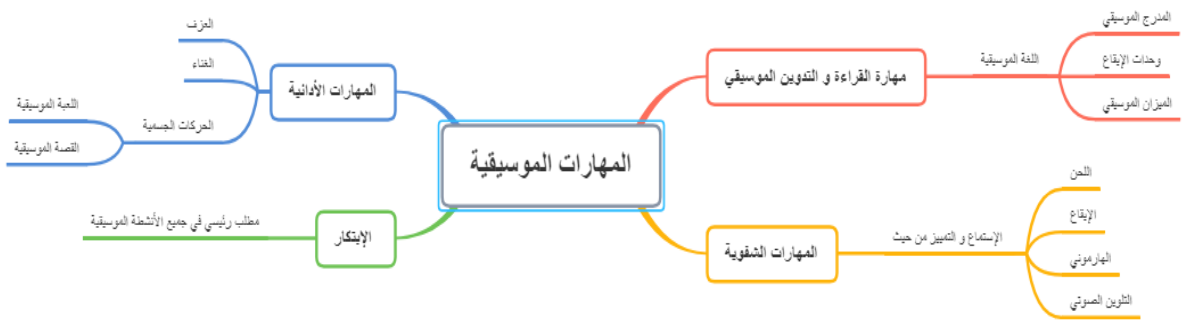 المهارات الموسيقية
مهارة القراءة و التدوين الموسيقي
اللغة الموسيقية
المدرج الموسيقي
وحدات الإيقاع
الميزان الموسيقي
المهارات الشفوية
الإستماع و التمييز من حيث
اللحن
الإيقاع
الهارموني
التلوين الصوتي
المهارات الأدائية
العزف
الغناء
الحركات الجسمية
اللعبة الموسيقية
القصة الموسيقية
الإبتكار
مطلب رئيسي في جميع الأنشطة الموسيقية